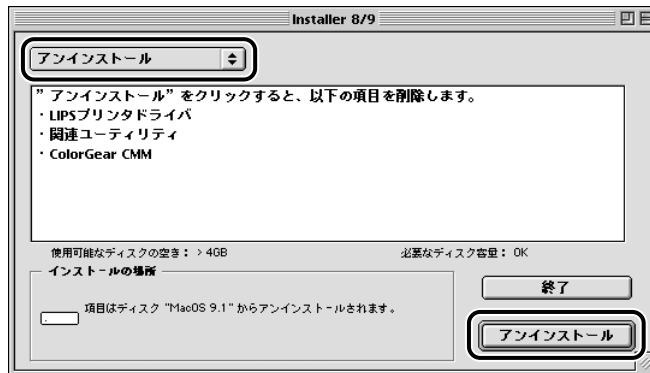 Installer 8/9
アンインストール
”アンインストール”をクリックすると、以下の項目を削除します。
・LIPSプリンタドライバ
・関連ユーティリティ
・ColorGear CMM
使用可能なディスクの空き： > 4GB
必要なディスク容量： OK
インストールの場所
項目はディスク "MacOS 9.1" からアンインストールされます。
終了
アンインストール